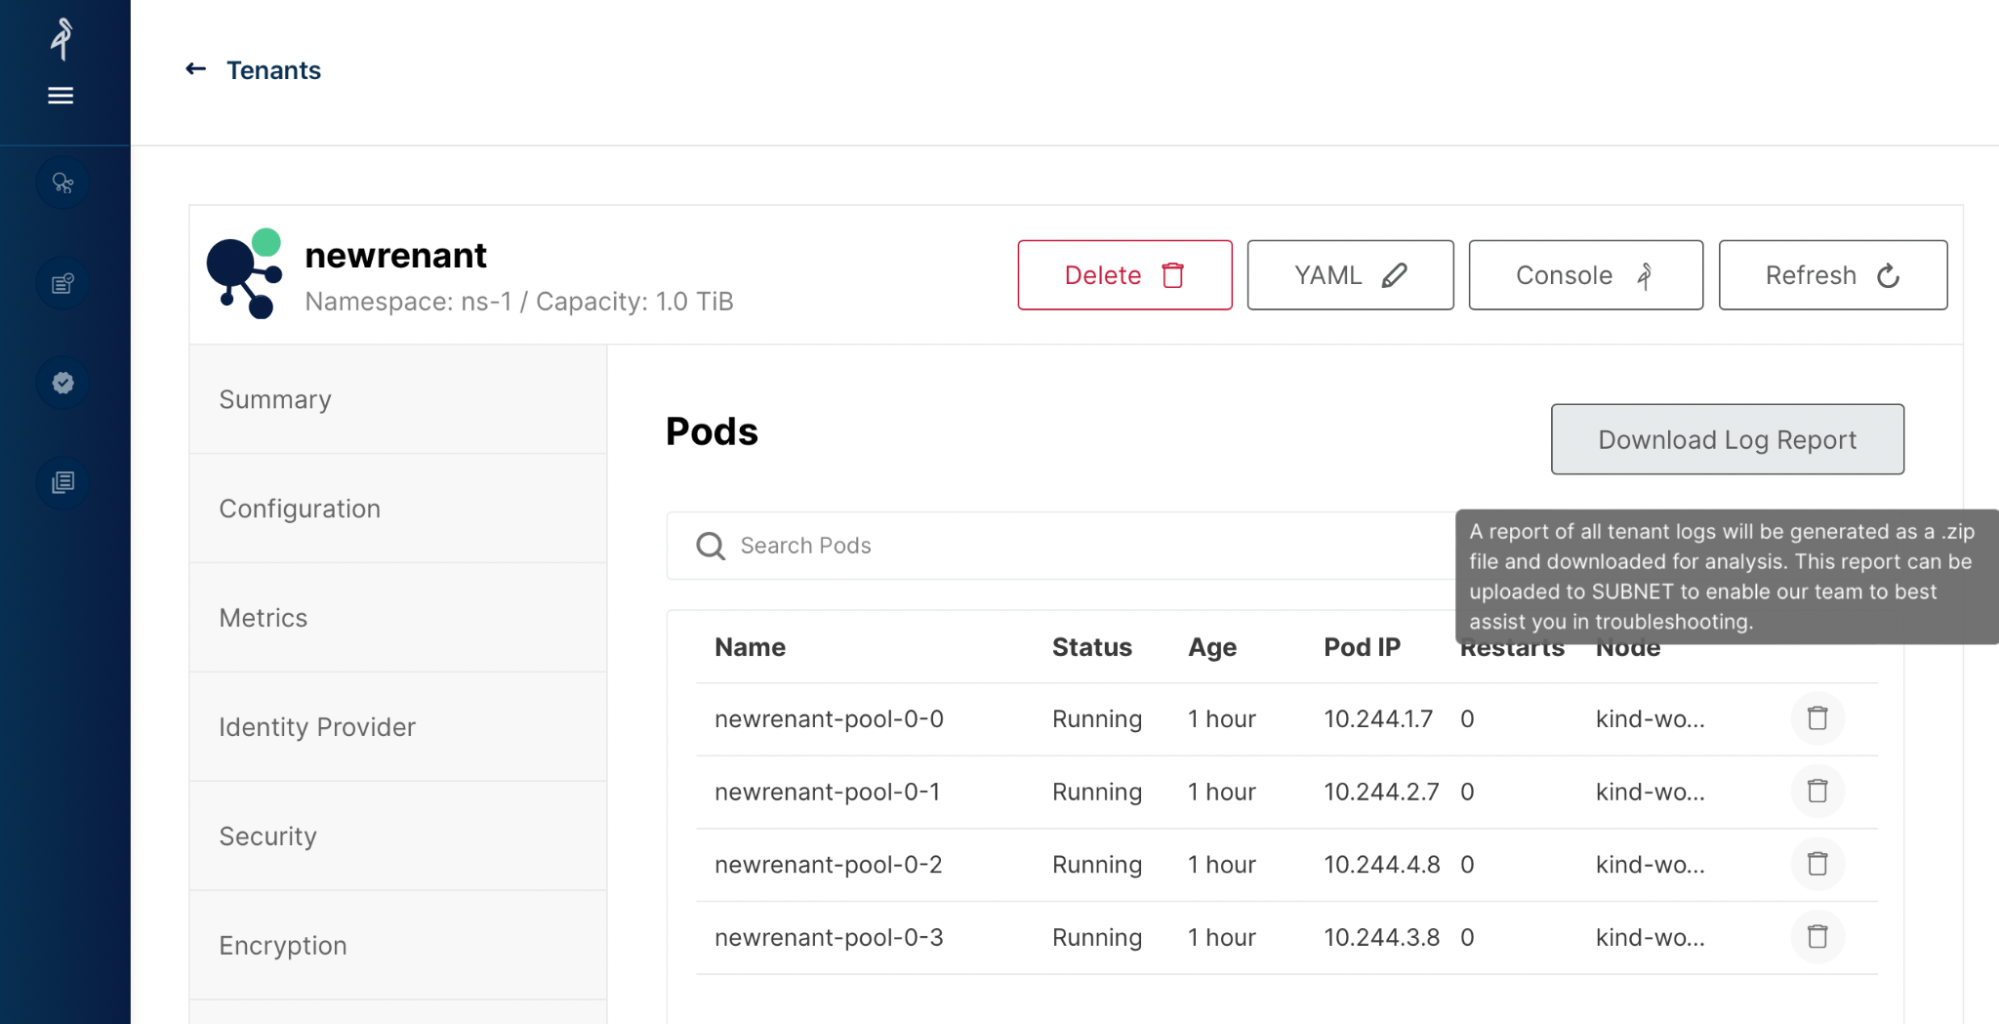 Tenants
newrenant
Namespace: ns-1 / Capacity: 1.0 TiB
Delete
YAML
Console
Refresh
Summary
Configuration
Metrics
Identity Provider
Security
Encryption
Pods
Download Log Report
Search Pods
A report of all tenant logs will be generated as a .zip
file and downloaded for analysis. This report can be
uploaded to SUBNET to enable our team to best
assist you in troubleshooting.
Name Status Age Pod IP Restarts Node
newrenant-pool-0-0 Running 1 hour 10.244.1.7 0 kind-wo...
newrenant-pool-0-1 Running 1 hour 10.244.2.7 0 kind-wo...
newrenant-pool-0-2 Running 1 hour 10.244.4.8 0 kind-wo...
newrenant-pool-0-3 Running 1 hour 10.244.3.8 0 kind-wo...